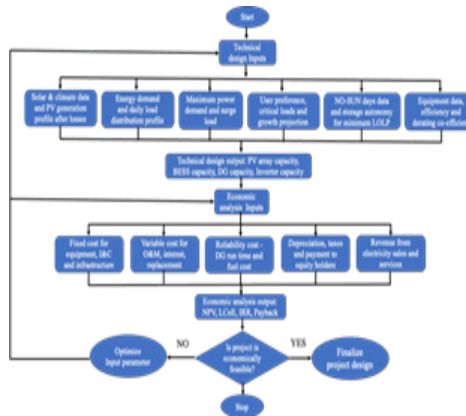 Start
Technical
design Inputs
Solar & climate data
and PV generation
profile after losses
Energy demand
and daily load
distribution profile
Maximum power
demand and surge
load
User preference,
critical loads and
growth projection
NO-SUN days data
and storage autonomy
for minimum LOLP
Equipment data,
efficiency and
derating co-efficient
Technical design output: PV array capacity,
BESS capacity, DG capacity, Inverter capacity
Economic
analysis Inputs
Fixed cost for
equipment, I&C
and infrastructure
Variable cost for
O&M, interest,
replacement
Reliability cost -
DG run time and
fuel cost
Depreciation, taxes
and payment to
equity holders
Revenue from
electricity sales and
services
Economic analysis output:
NPV, LCoE, IRR, Payback
NO
YES
Optimize
Input parameter
Is project is
economically
feasible?
Finalize
project design
Stop